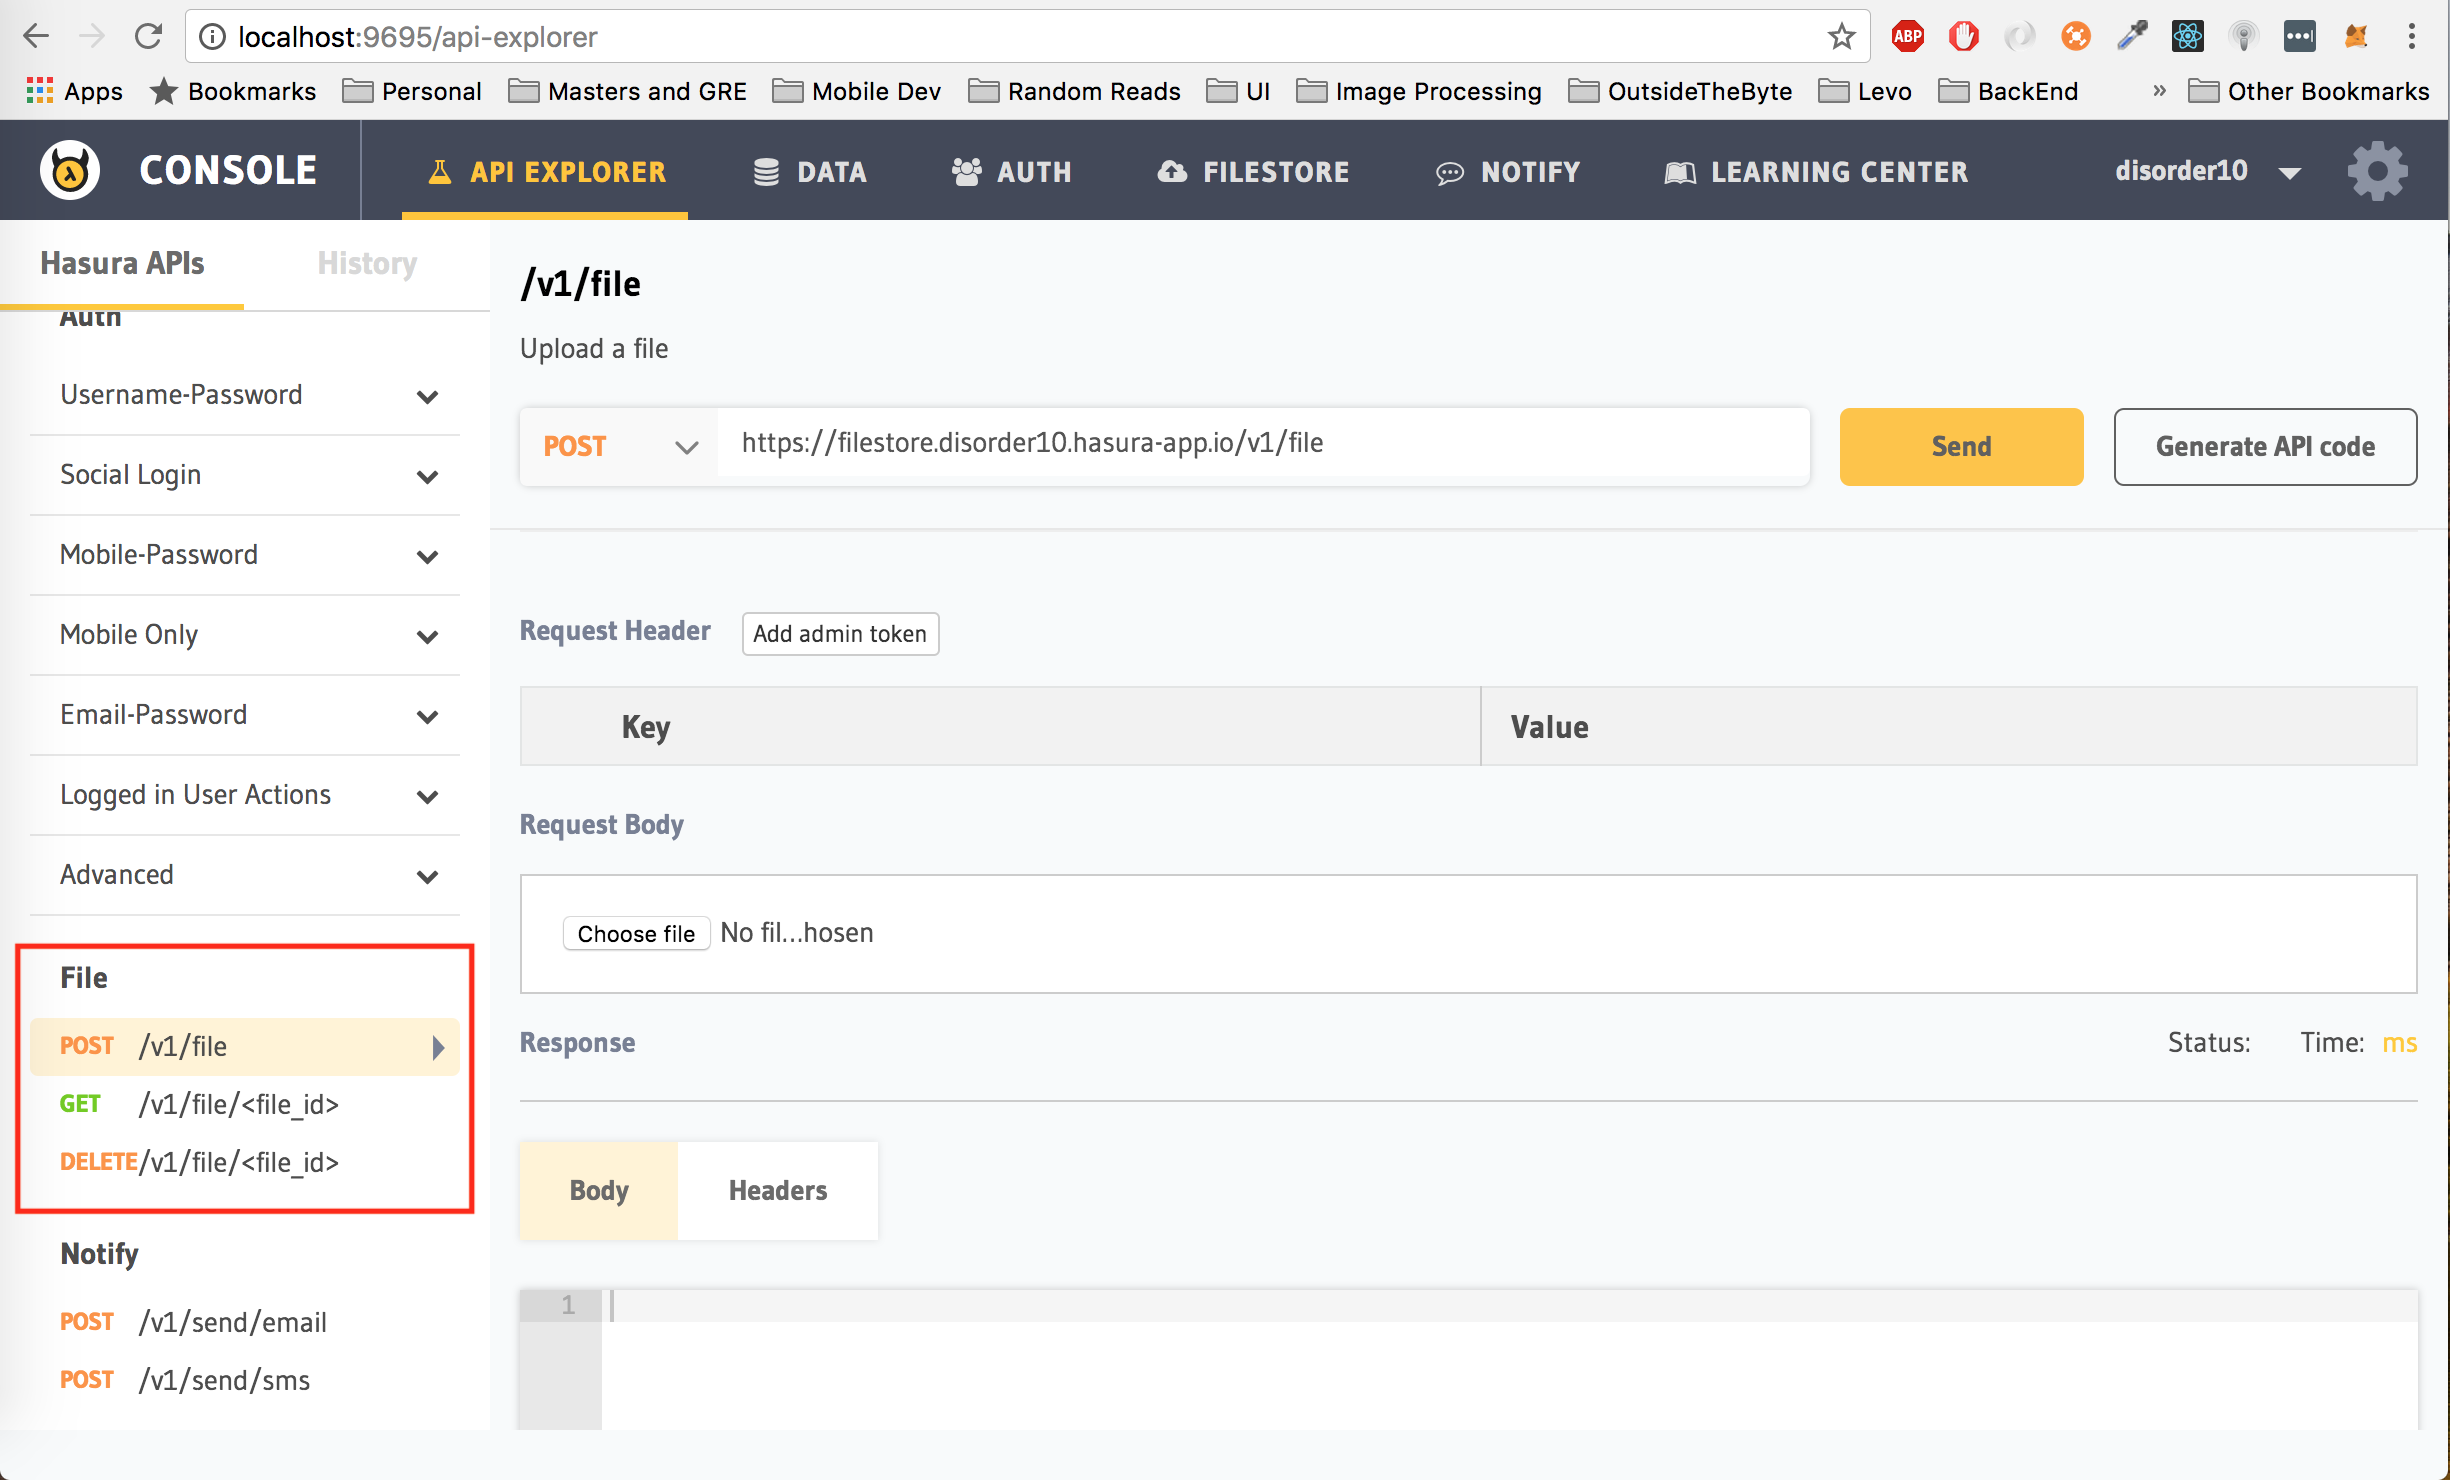 localhost:9695/api-explorer
ABP
Apps Bookmarks Personal Masters and GRE Mobile Dev Random Reads UI Image Processing OutsideTheByte Levo BackEnd » Other Bookmarks
CONSOLE API EXPLORER DATA AUTH FILESTORE NOTIFY LEARNING CENTER disorder10
Hasura APIs History
Auth
Username-Password
Social Login
Mobile-Password
Mobile Only
Email-Password
Logged in User Actions
Advanced
File
POST /v1/file
GET /v1/file/<file_id>
DELETE /v1/file/<file_id>
Notify
POST /v1/send/email
POST /v1/send/sms
/v1/file
Upload a file
POST https://filestore.disorder10.hasura-app.io/v1/file Send Generate API code
Request Header Add admin token
Key Value
Request Body
Choose file No fil...hosen
Response Status: Time: ms
Body Headers
1